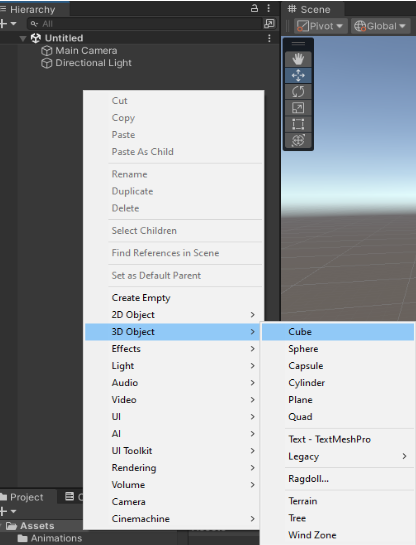 Hierarchy
Scene
All
Pivot
Global
Untitled
Main Camera
Directional Light
Cut
Copy
Paste
Paste As Child
Rename
Duplicate
Delete
Select Children
Find References in Scene
Set as Default Parent
Create Empty
2D Object
3D Object
Effects
Light
Audio
Video
UI
AI
UI Toolkit
Rendering
Volume
Camera
Cinemachine
Cube
Sphere
Capsule
Cylinder
Plane
Quad
Text - TextMeshPro
Legacy
Ragdoll...
Terrain
Tree
Wind Zone
Project
Assets
Animations